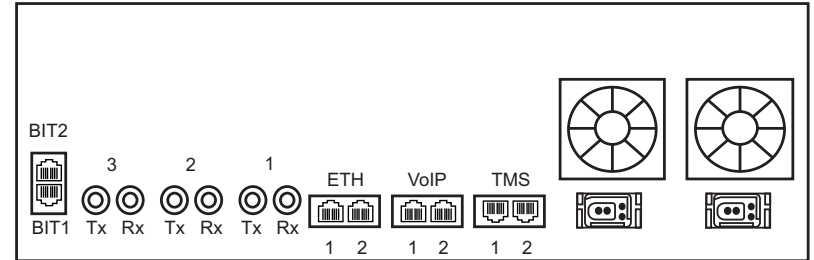 BIT2
3 2 1
ETH VoIP TMS
BIT1 Tx Rx Tx Rx Tx Rx
1 2 1 2 1 2